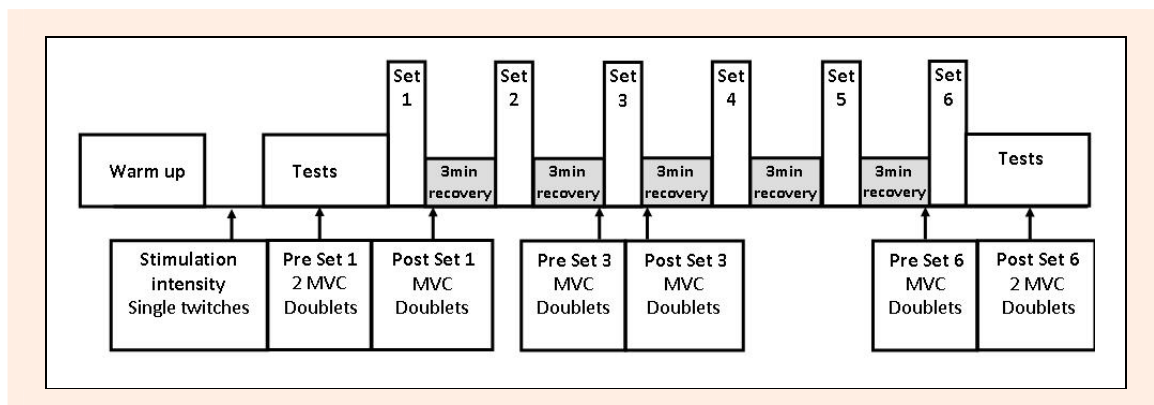 Set
1
Set
2
Set
3
Set
4
Set
5
Set
6
Warm up
Tests
3min
recovery
3min
recovery
3min
recovery
3min
recovery
3min
recovery
Tests
Stimulation
intensity
Single twitches
Pre Set 1
2 MVC
Doublets
Post Set 1
MVC
Doublets
Pre Set 3
MVC
Doublets
Post Set 3
MVC
Doublets
Pre Set 6
MVC
Doublets
Post Set 6
2 MVC
Doublets